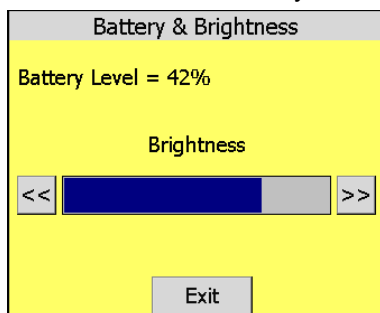 Battery & Brightness
Battery Level = 42%
Brightness
<< >>
Exit